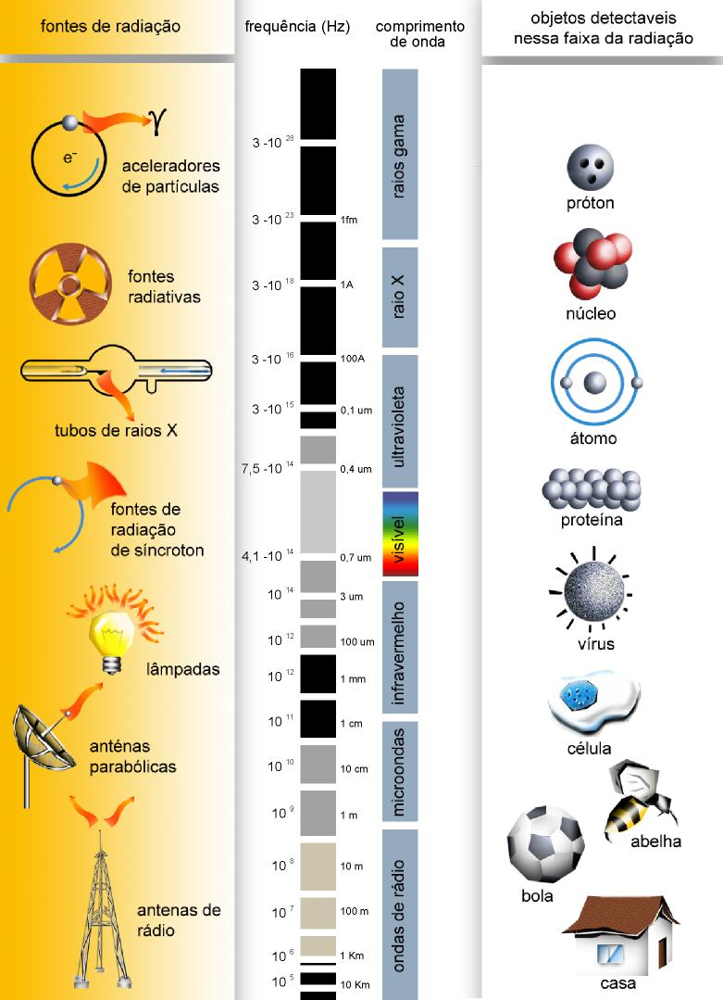 fontes de radiação
frequência (Hz)
comprimento
de onda
objetos detectaveis
nessa faixa da radiação
γ
e⁻
aceleradores
de partículas
fontes
radiativas
tubos de raios X
fontes de
radiação
de síncroton
lâmpadas
anténas
parabólicas
antenas de
rádio
3 -10 28
3 -10 23
3 -10 18
3 -10 16
3 -10 15
7,5 -10 14
4,1 -10 14
10 14
10 12
10 12
10 11
10 10
10 9
10 8
10 7
10 6
10 5
1fm
1A
100A
0,1 um
0,4 um
0,7 um
3 um
100 um
1 mm
1 cm
10 cm
1 m
10 m
100 m
1 Km
10 Km
raios gama
raio X
ultravioleta
visível
infravermelho
microondas
ondas de rádio
próton
núcleo
átomo
proteína
vírus
célula
abelha
bola
casa